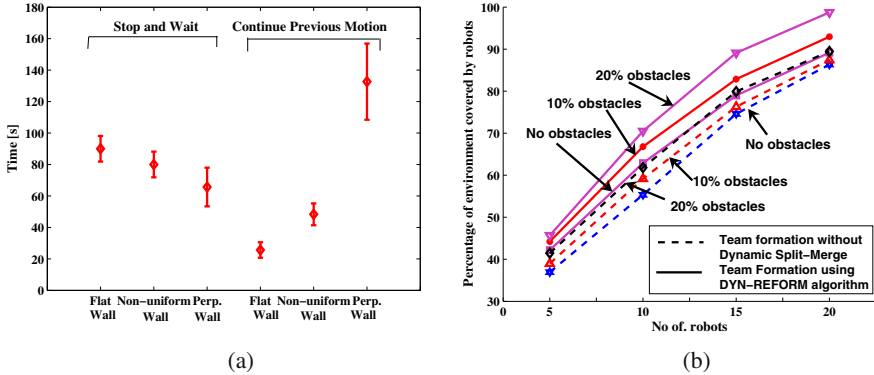 Stop and Wait
Continue Previous Motion
Time [s]
180
160
140
120
100
80
60
40
20
0
Flat Wall
Non-uniform Wall
Perp. Wall
Flat Wall
Non-uniform Wall
Perp. Wall
(a)
Percentage of environment covered by robots
100
90
80
70
60
50
40
30
20% obstacles
10% obstacles
No obstacles
No obstacles
10% obstacles
20% obstacles
Team formation without
Dynamic Split-Merge
Team Formation using
DYN-REFORM algorithm
0
5
10
15
20
No of. robots
(b)